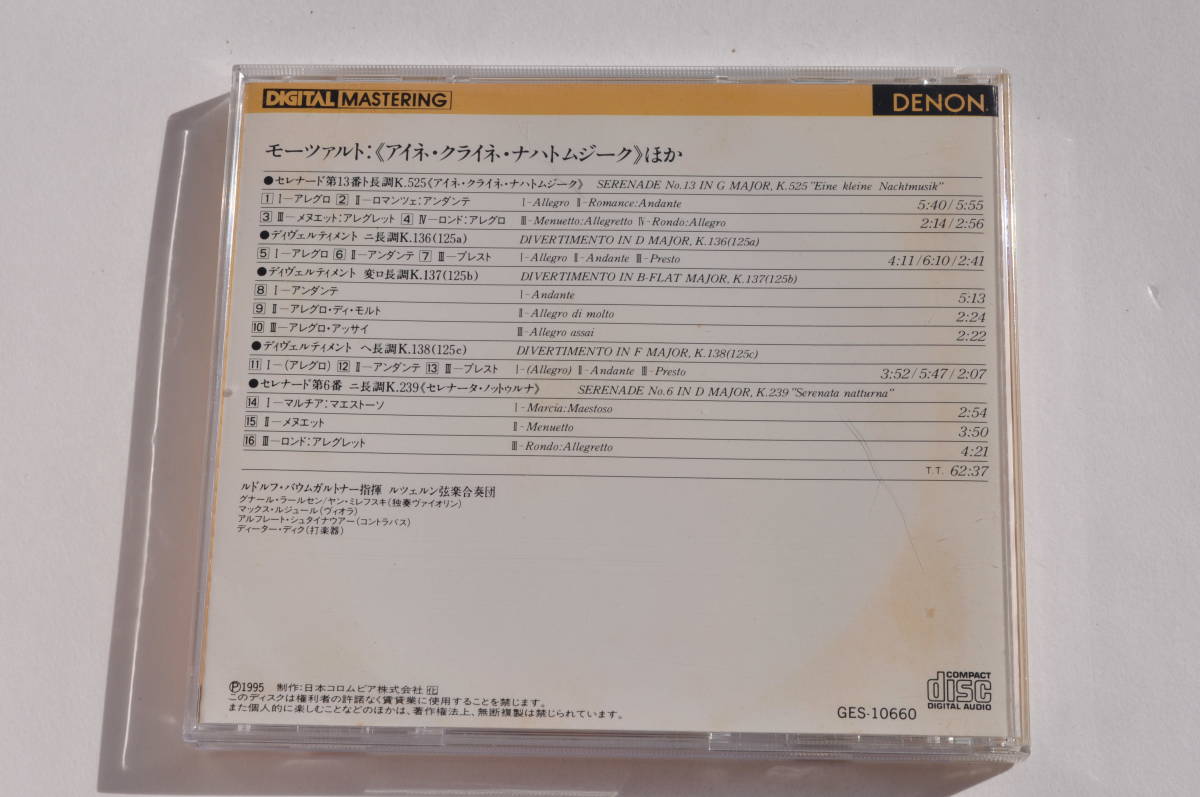 DIGITAL MASTERING DENON
モーツァルト:《アイネ・クライネ・ナハトムジーク》ほか
●セレナード第13番ト長調K.525《アイネ・クライネ・ナハトムジーク》 SERENADE No.13 IN G MAJOR, K.525 "Eine kleine Nachtmusik"
1 I-アレグロ 2 II-ロマンツェ:アンダンテ I-Allegro II-Romance:Andante 5:40/5:55
3 III-メヌエット:アレグレット 4 IV-ロンド:アレグロ III-Menuetto:Allegretto IV-Rondo:Allegro 2:14/2:56
●ディヴェルティメント ニ長調K.136(125a) DIVERTIMENTO IN D MAJOR, K.136(125a)
5 I-アレグロ 6 II-アンダンテ 7 III-プレスト I-Allegro II-Andante III-Presto 4:11/6:10/2:41
●ディヴェルティメント 変ロ長調K.137(125b) DIVERTIMENTO IN B-FLAT MAJOR, K.137(125b)
8 I-アンダンテ I-Andante 5:13
9 II-アレグロ・ディ・モルト II-Allegro di molto 2:24
10 III-アレグロ・アッサイ III-Allegro assai 2:22
●ディヴェルティメント ヘ長調K.138(125c) DIVERTIMENTO IN F MAJOR, K.138(125c)
11 I-(アレグロ) 12 II-アンダンテ 13 III-プレスト I-(Allegro) II-Andante III-Presto 3:52/5:47/2:07
●セレナード第6番 ニ長調K.239《セレナータ・ノットゥルナ》 SERENADE No.6 IN D MAJOR, K.239 "Serenata natturna"
14 I-マルチア:マエストーソ I-Marcia:Maestoso 2:54
15 II-メヌエット II-Menuetto 3:50
16 III-ロンド:アレグレット III-Rondo:Allegretto 4:21
T.T. 62:37
ルドルフ・バウムガルトナー指揮 ルツェルン弦楽合奏団
グナール・ラールセン/ヤン・ミレフスキ(独奏ヴァイオリン)
マックス・ルジュール(ヴィオラ)
アルフレート・シュタイナウアー(コントラバス)
ディーター・ディク(打楽器)
Ⓟ1995 制作:日本コロムビア株式会社
このディスクは権利者の許諾なく賃貸業に使用することを禁じます。
また個人的に楽しむことなどのほかは、著作権法上、無断複製は禁じられています。
GES-10660
COMPACT
disc
DIGITAL AUDIO